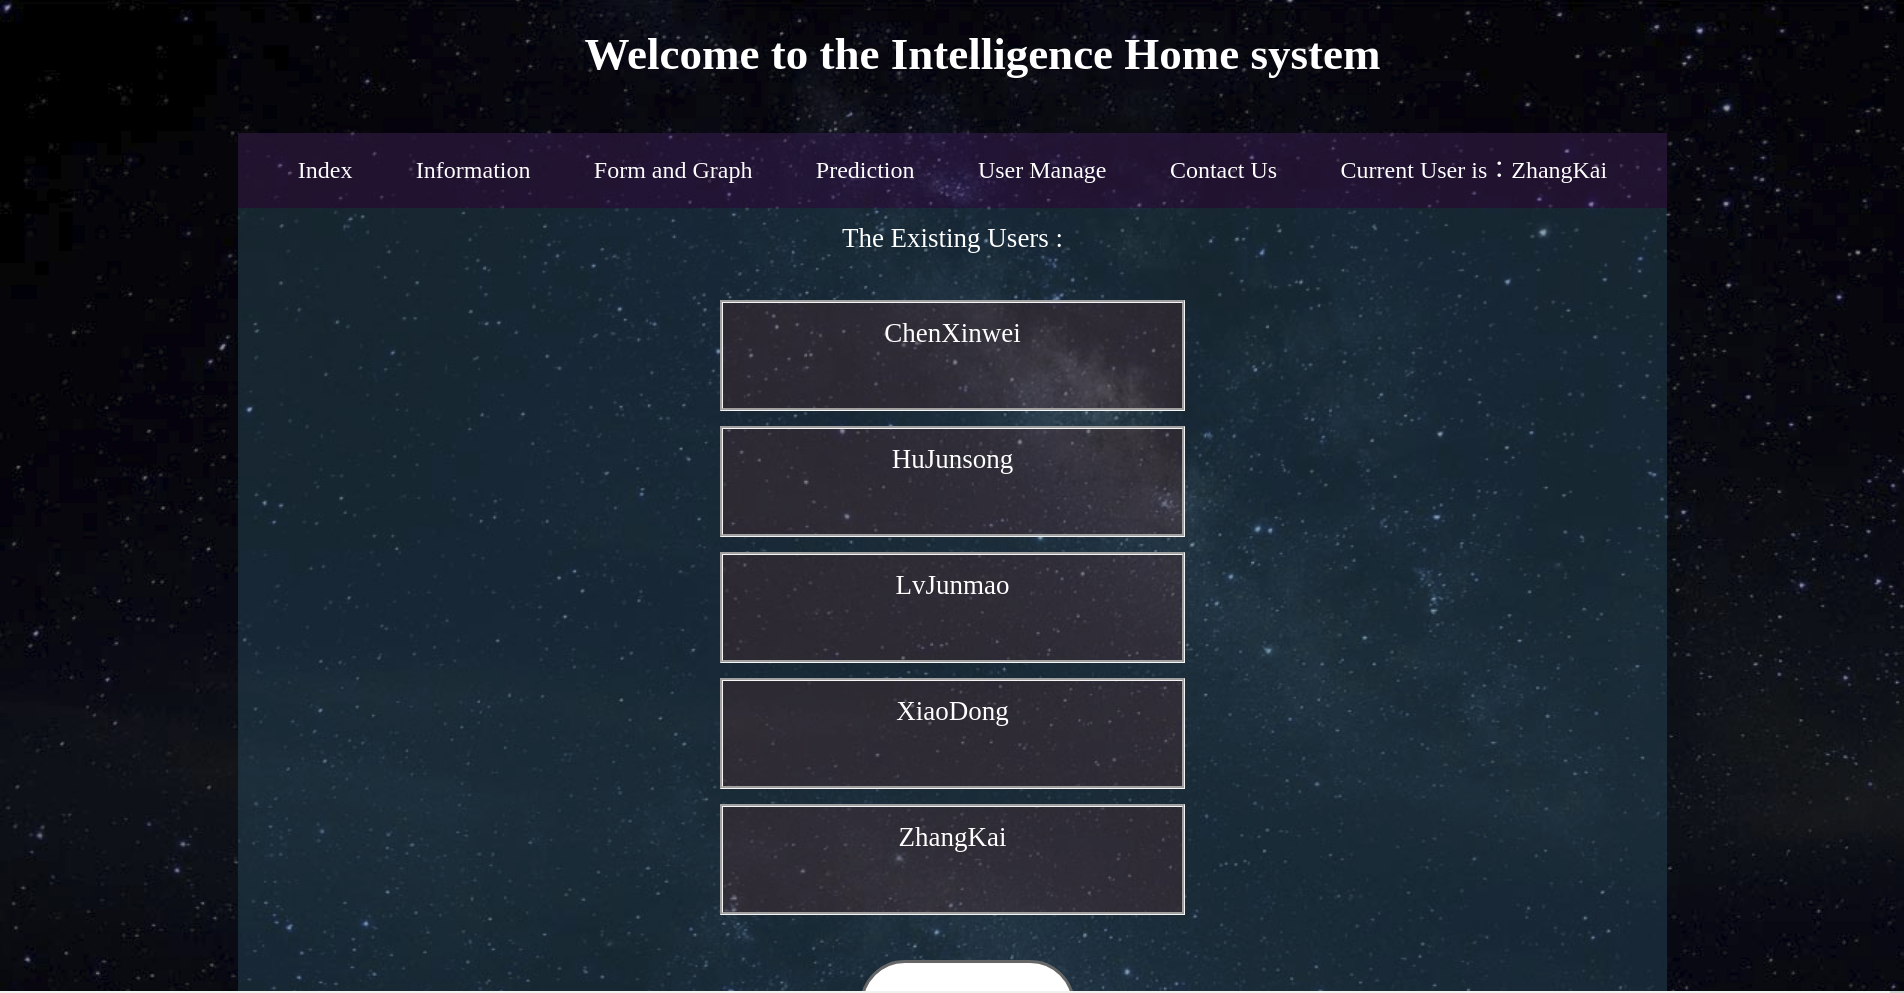 Welcome to the Intelligence Home system
Index Information Form and Graph Prediction User Manage Contact Us Current User is：ZhangKai
The Existing Users :
ChenXinwei
HuJunsong
LvJunmao
XiaoDong
ZhangKai